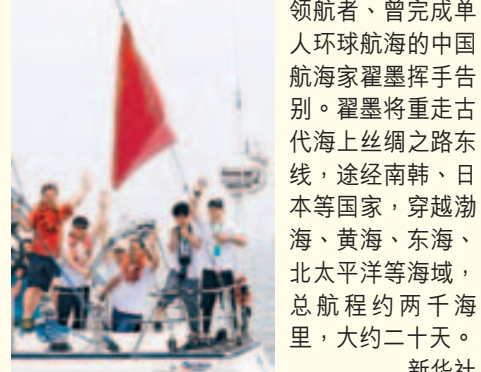 领航者、曾完成单
人环球航海的中国
航海家翟墨挥手告
别。翟墨将重走古
代海上丝绸之路东
线，途经南韩、日
本等国家，穿越渤
海、黄海、东海、
北太平洋等海域，
总航程约两千海
里，大约二十天。
新华社